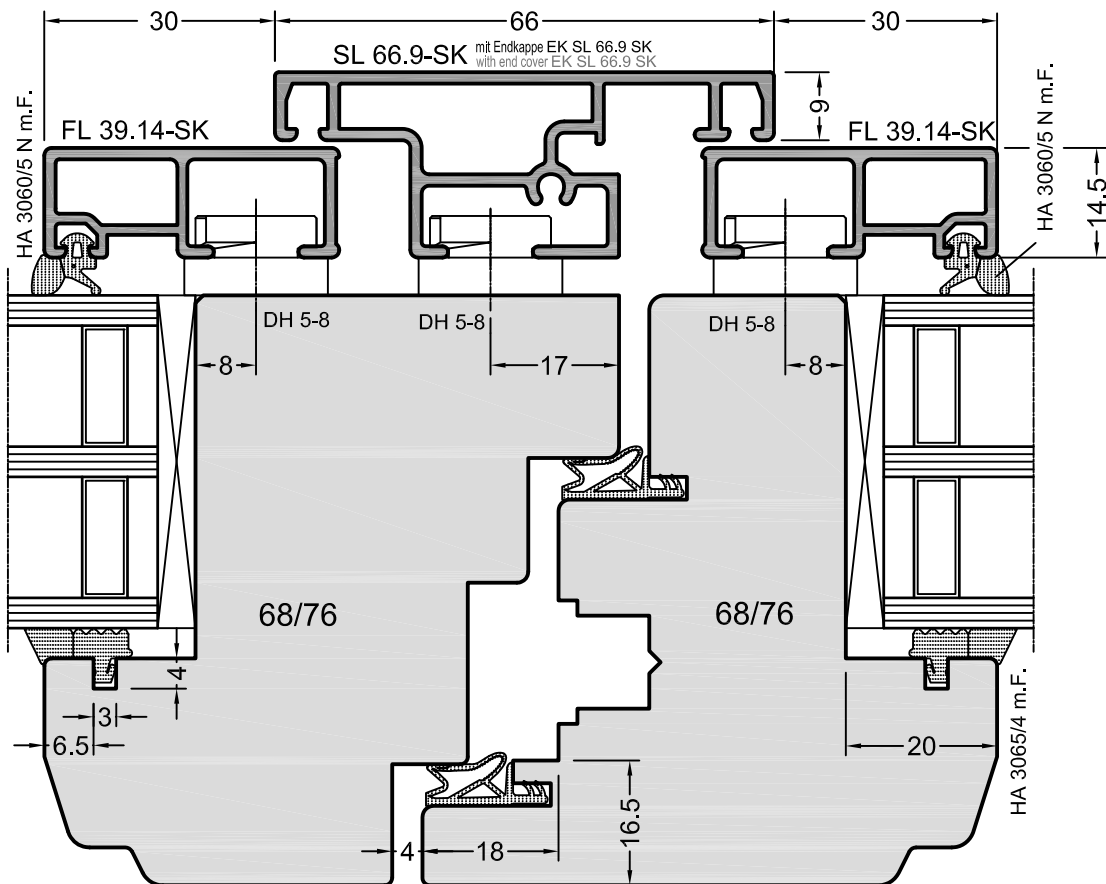 30
66
30
SL 66.9-SK
mit Endkappe EK SL 66.9 SK
with end cover EK SL 66.9 SK
HA 3060/5 N m.F.
FL 39.14-SK
9
FL 39.14-SK
HA 3060/5 N m.F.
14.5
DH 5-8
DH 5-8
DH 5-8
8
17
8
68/76
68/76
4
3
6.5
20
HA 3065/4 m.F.
16.5
4
18